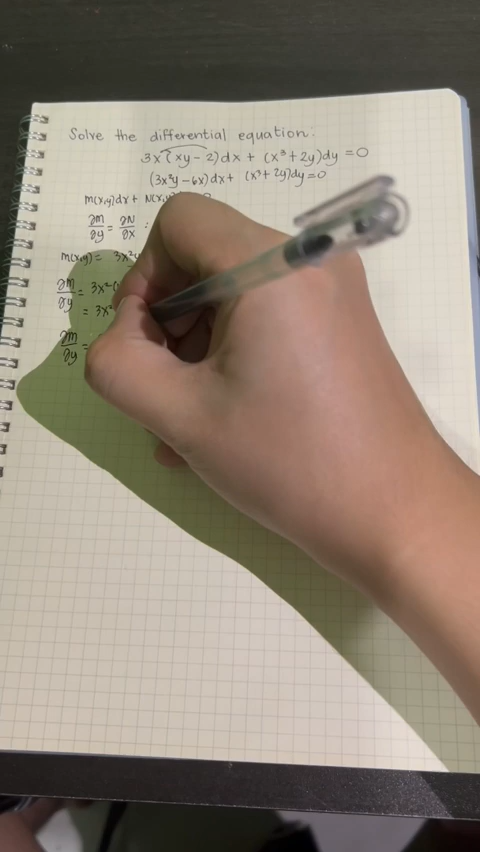 Solve the differential equation:
3x(xy - 2)dx + (x³ + 2y)dy = 0
(3x²y - 6x)dx + (x³ + 2y)dy = 0
M(x,y)dx + N(x,y)
∂M/∂y = ∂N/∂x :
M(x,y) = 3x²y
∂M/∂y = 3x²(
= 3x²
∂M/∂y =